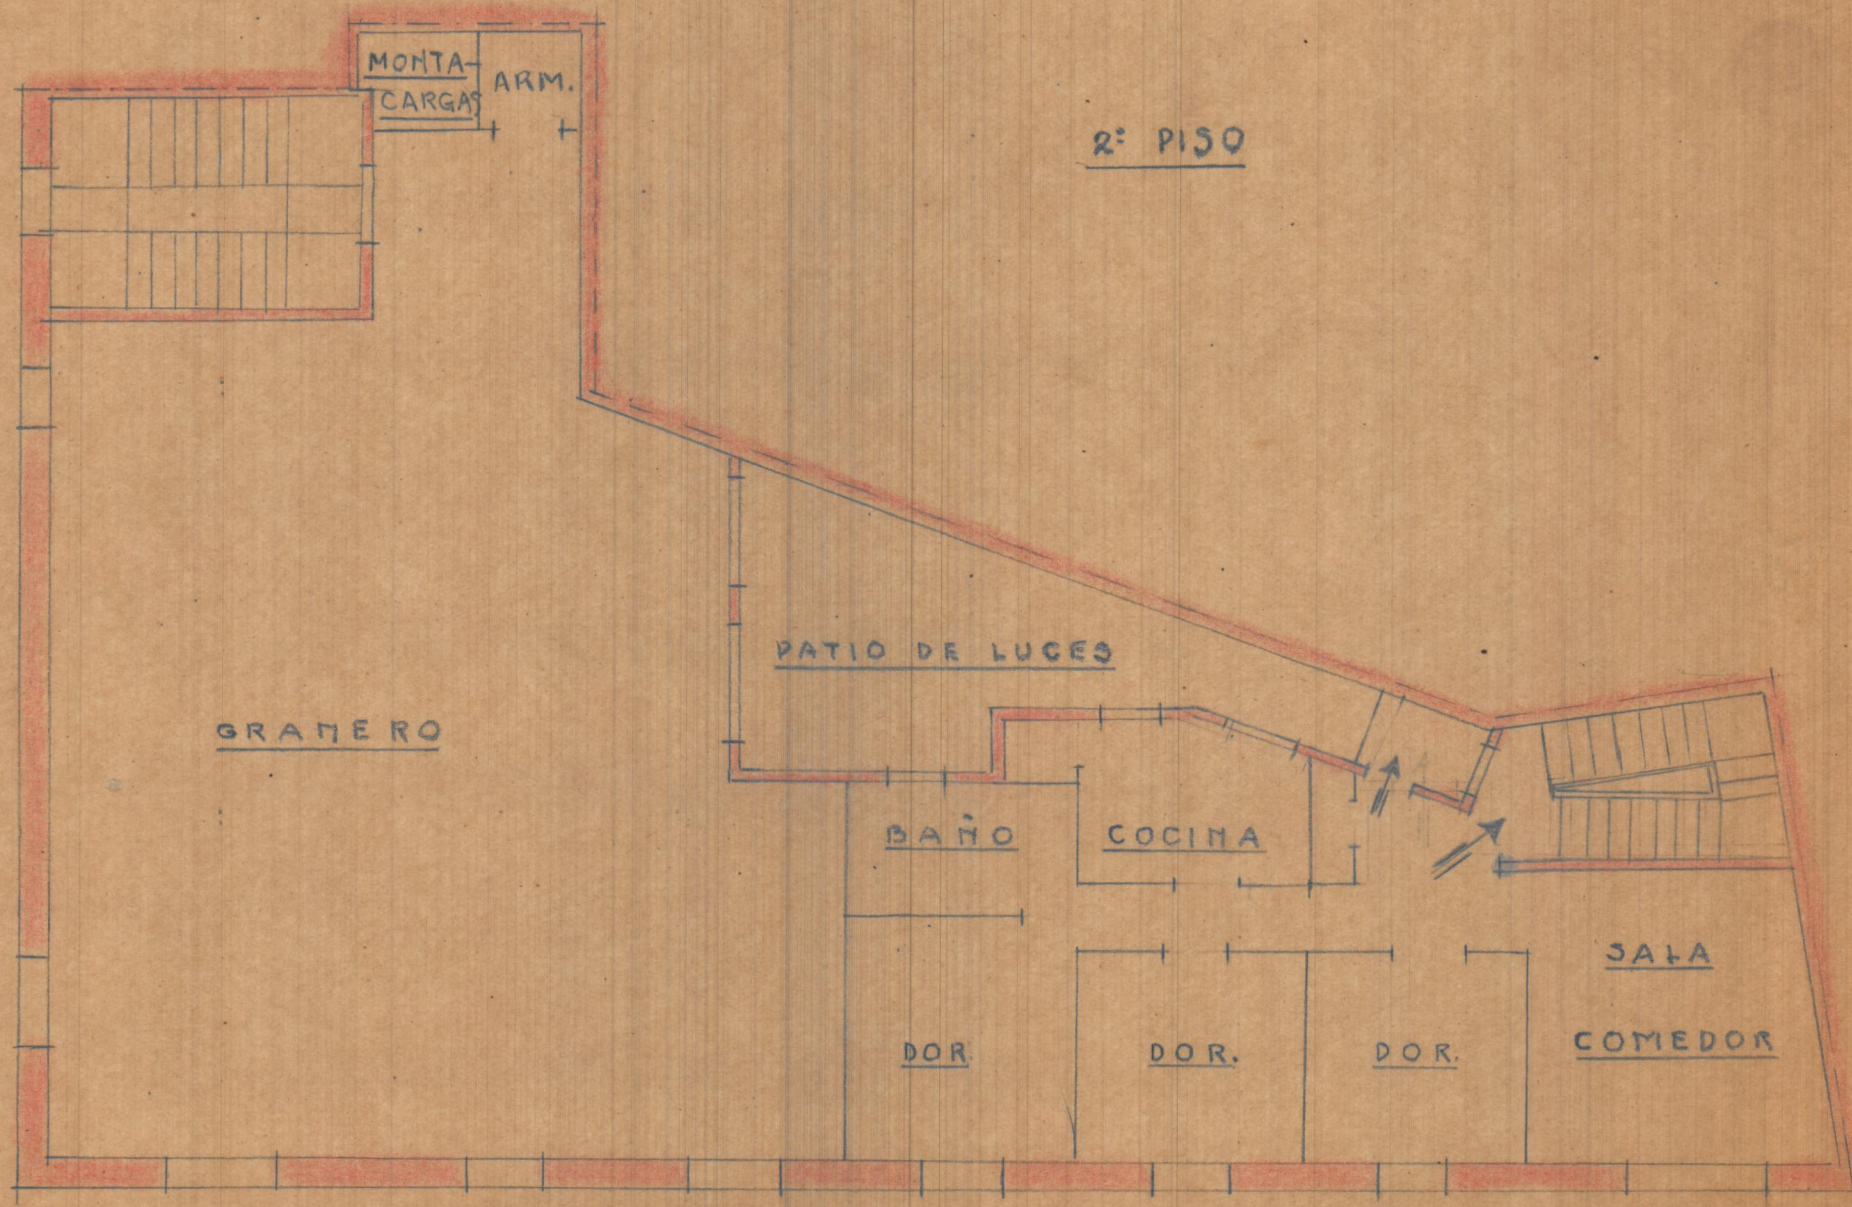 MONTA-
CARGAS
ARM.
2º PISO
PATIO DE LUCES
GRANERO
BAÑO
COCINA
SALA
COMEDOR
DOR.
DOR.
DOR.